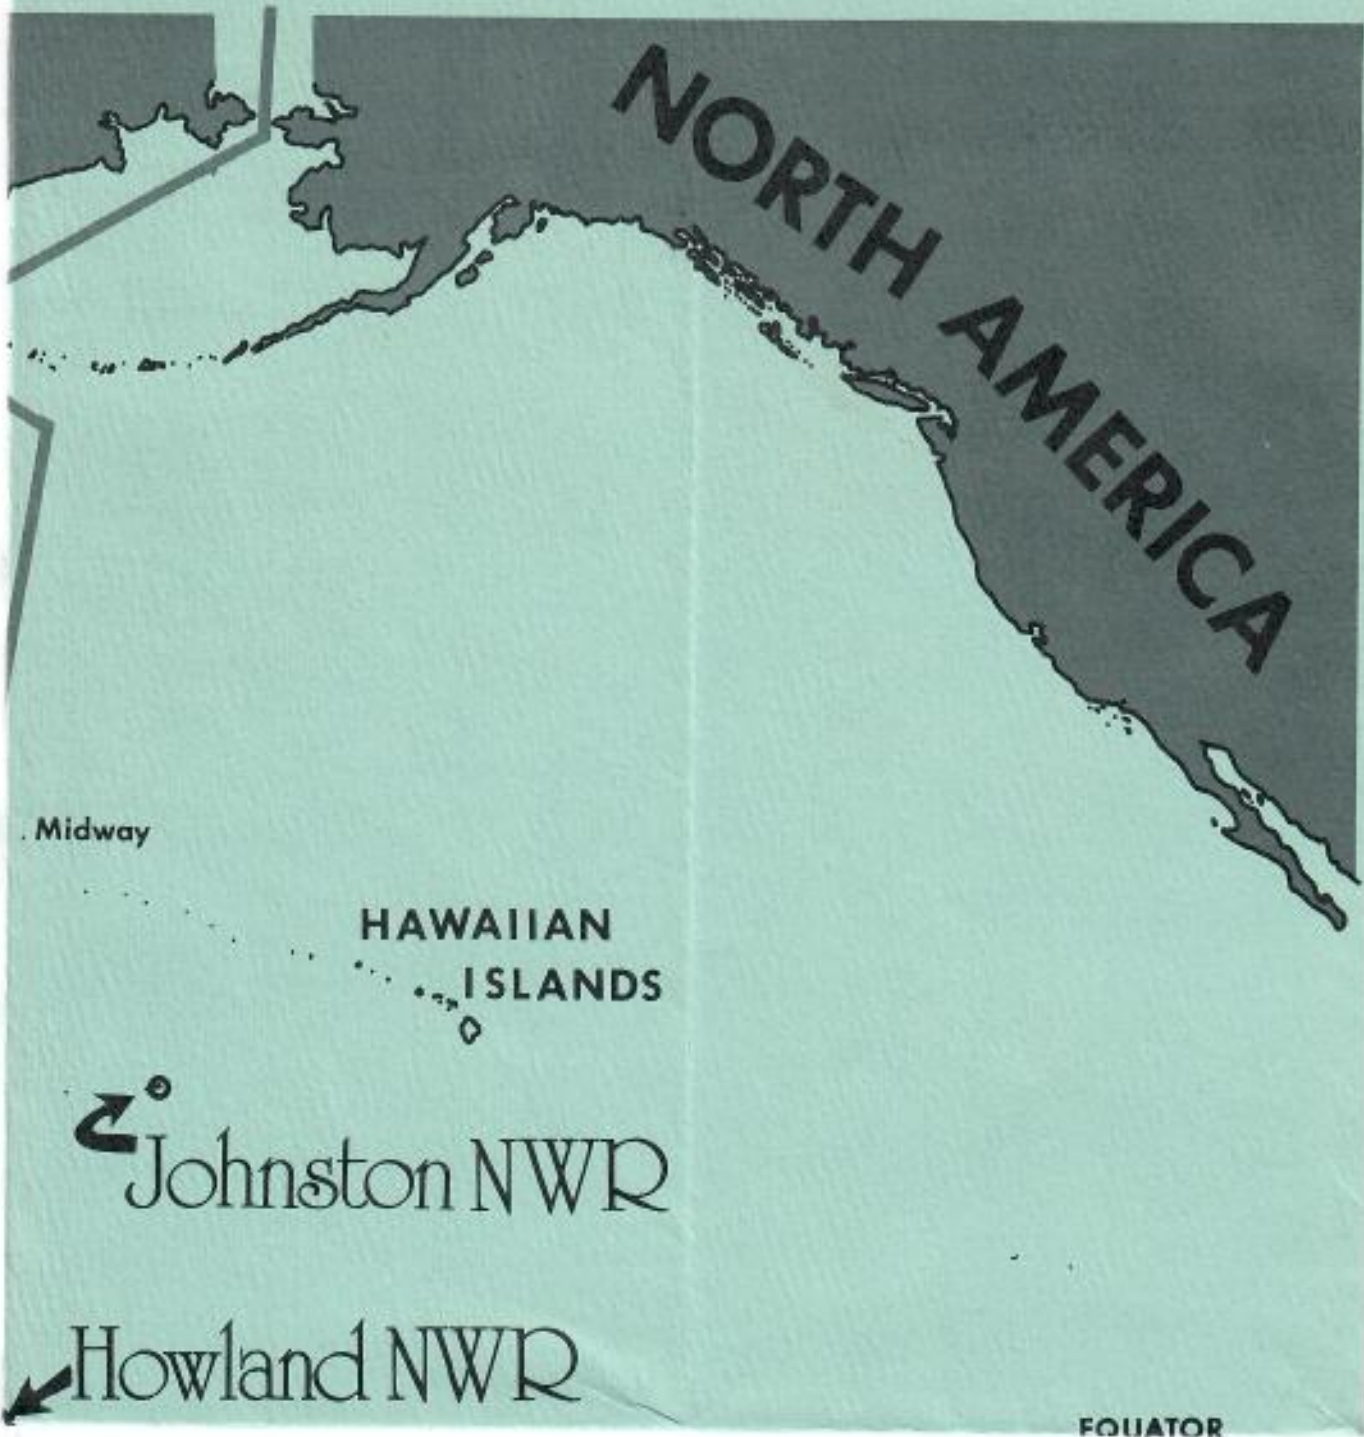 NORTH AMERICA
Midway
HAWAIIAN
ISLANDS
Johnston NWR
Howland NWR
EQUATOR